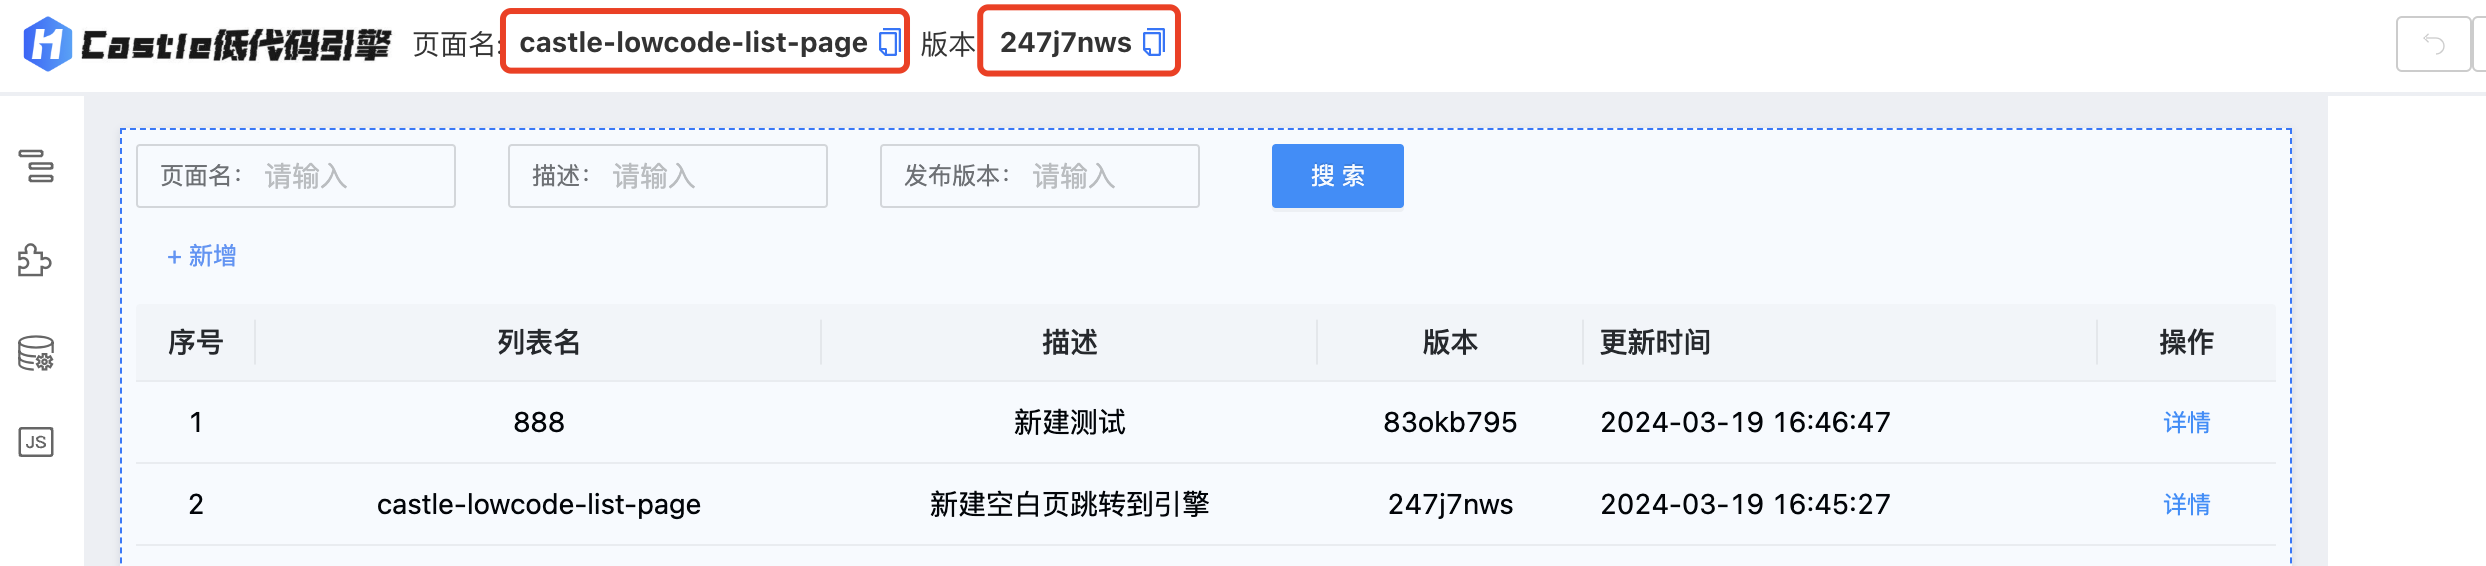 Castle低代码引擎 页面名: castle-lowcode-list-page 版本 247j7nws
页面名: 请输入 描述: 请输入 发布版本: 请输入 搜 索
+ 新增
序号 列表名 描述 版本 更新时间 操作
1 888 新建测试 83okb795 2024-03-19 16:46:47 详情
2 castle-lowcode-list-page 新建空白页跳转到引擎 247j7nws 2024-03-19 16:45:27 详情
JS